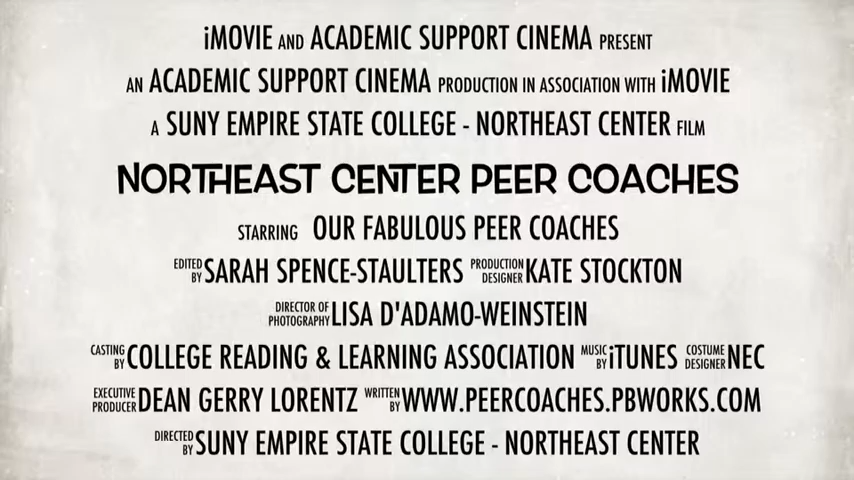 iMOVIE AND ACADEMIC SUPPORT CINEMA PRESENT
AN ACADEMIC SUPPORT CINEMA PRODUCTION IN ASSOCIATION WITH iMOVIE
A SUNY EMPIRE STATE COLLEGE - NORTHEAST CENTER FILM
NORTHEAST CENTER PEER COACHES
STARRING OUR FABULOUS PEER COACHES
EDITED BY SARAH SPENCE-STAULTERS PRODUCTION DESIGNER KATE STOCKTON
DIRECTOR OF PHOTOGRAPHY LISA D'ADAMO-WEINSTEIN
CASTING BY COLLEGE READING & LEARNING ASSOCIATION MUSIC BY iTUNES COSTUME DESIGNER NEC
EXECUTIVE PRODUCER DEAN GERRY LORENTZ WRITTEN BY WWW.PEERCOACHES.PBWORKS.COM
DIRECTED BY SUNY EMPIRE STATE COLLEGE - NORTHEAST CENTER